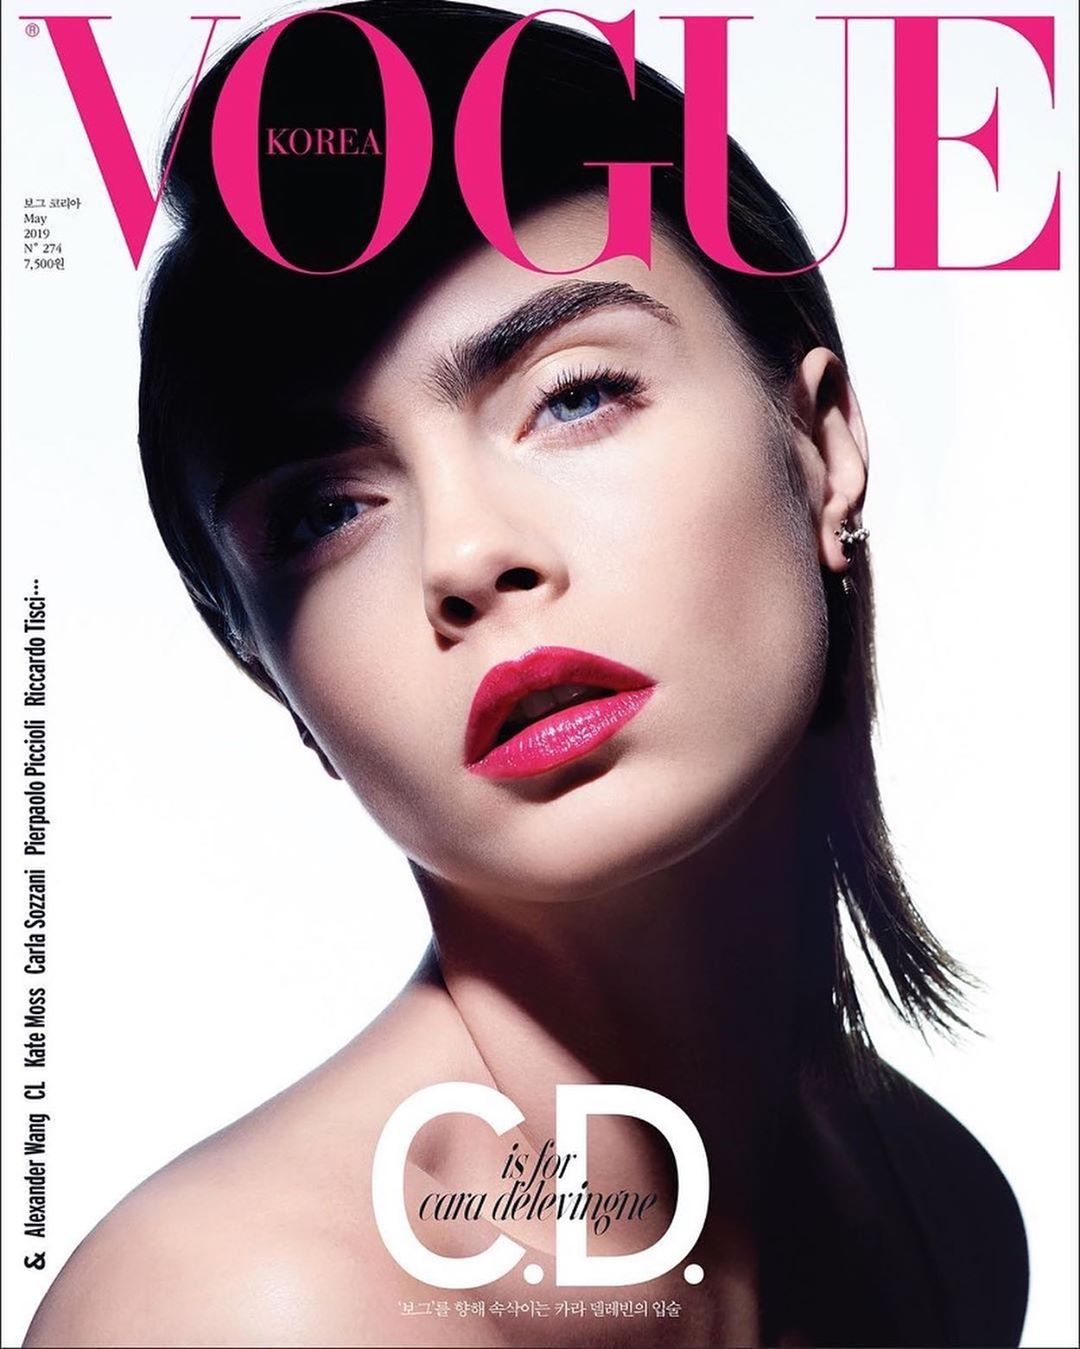 ®
VOGUE
KOREA
보그 코리아
May
2019
N° 274
7,500원
& Alexander Wang CL Kate Moss Carla Sozzani Pierpaolo Piccioli Riccardo Tisci...
C.D.
is for
cara delevingne
'보그'를 향해 속삭이는 카라 델레빈의 입술